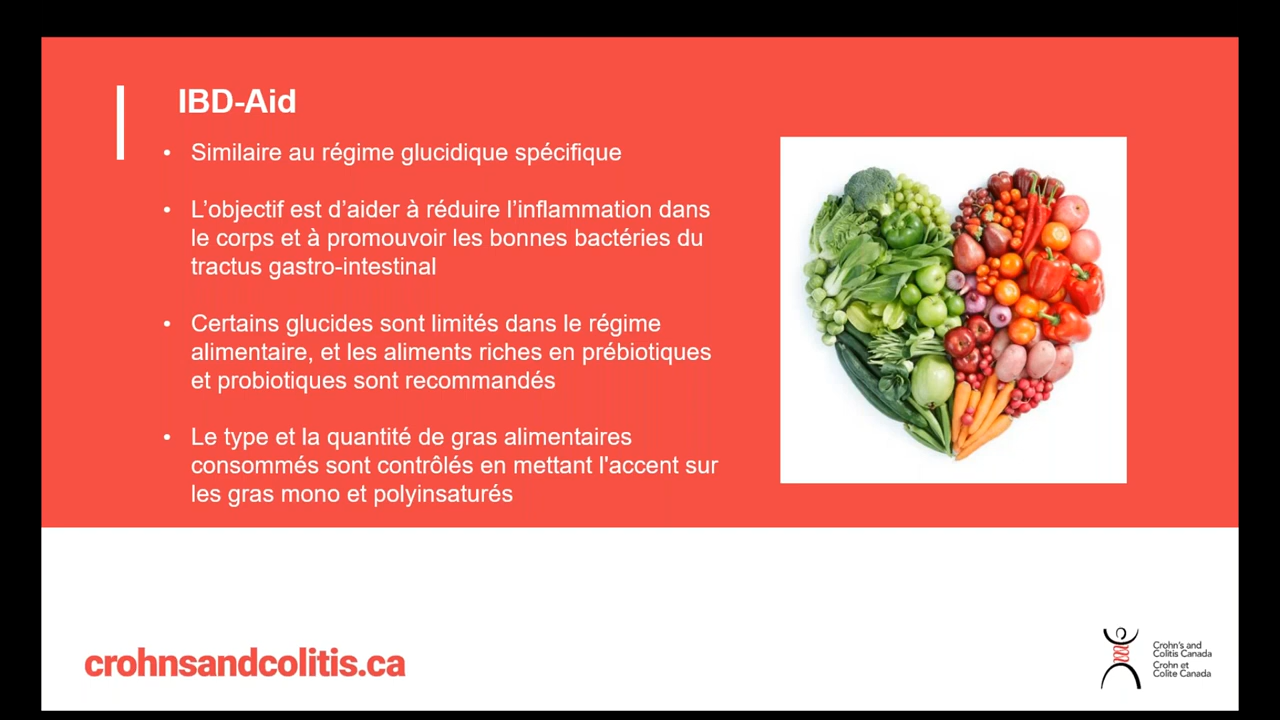 IBD-Aid
• Similaire au régime glucidique spécifique
• L’objectif est d’aider à réduire l’inflammation dans
le corps et à promouvoir les bonnes bactéries du
tractus gastro-intestinal
• Certains glucides sont limités dans le régime
alimentaire, et les aliments riches en prébiotiques
et probiotiques sont recommandés
• Le type et la quantité de gras alimentaires
consommés sont contrôlés en mettant l'accent sur
les gras mono et polyinsaturés
crohnsandcolitis.ca
Crohn's and
Colitis Canada
Crohn et
Colite Canada